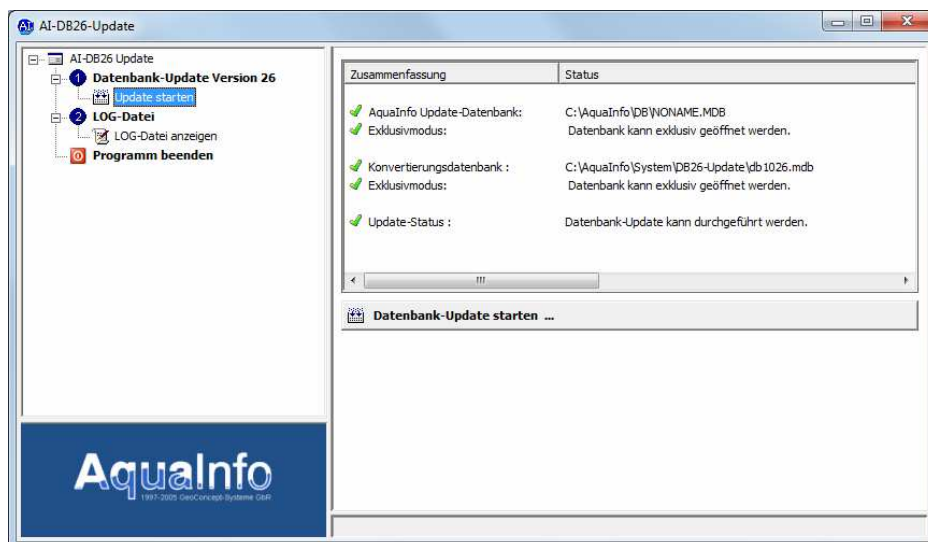 AI-DB26-Update
AI-DB26 Update
1 Datenbank-Update Version 26
Update starten
2 LOG-Datei
LOG-Datei anzeigen
Programm beenden
AquaInfo
1997-2005 GeoConcept-Systeme GbR
Zusammenfassung Status
AquaInfo Update-Datenbank: C:\AquaInfo\DB\NONAME.MDB
Exklusivmodus: Datenbank kann exklusiv geöffnet werden.
Konvertierungsdatenbank : C:\AquaInfo\System\DB26-Update\db1026.mdb
Exklusivmodus: Datenbank kann exklusiv geöffnet werden.
Update-Status : Datenbank-Update kann durchgeführt werden.
Datenbank-Update starten ...